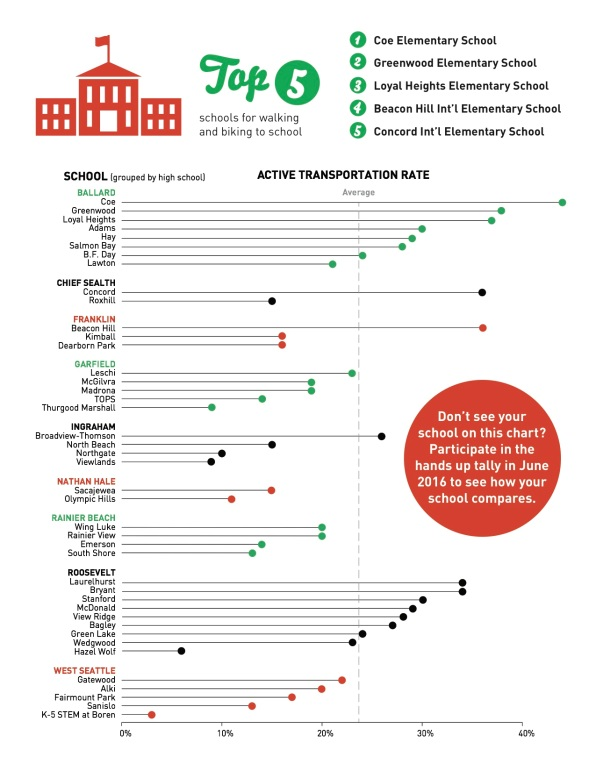 Top 5
schools for walking
and biking to school
1 Coe Elementary School
2 Greenwood Elementary School
3 Loyal Heights Elementary School
4 Beacon Hill Int'l Elementary School
5 Concord Int'l Elementary School
SCHOOL (grouped by high school)
ACTIVE TRANSPORTATION RATE
Average
BALLARD
Coe
Greenwood
Loyal Heights
Adams
Hay
Salmon Bay
B.F. Day
Lawton
CHIEF SEALTH
Concord
Roxhill
FRANKLIN
Beacon Hill
Kimball
Dearborn Park
GARFIELD
Leschi
McGilvra
Madrona
TOPS
Thurgood Marshall
INGRAHAM
Broadview-Thomson
North Beach
Northgate
Viewlands
NATHAN HALE
Sacajewea
Olympic Hills
RAINIER BEACH
Wing Luke
Rainier View
Emerson
South Shore
ROOSEVELT
Laurelhurst
Bryant
Stanford
McDonald
View Ridge
Bagley
Green Lake
Wedgwood
Hazel Wolf
WEST SEATTLE
Gatewood
Alki
Fairmount Park
Sanislo
K-5 STEM at Boren
0% 10% 20% 30% 40%
Don't see your
school on this chart?
Participate in the
hands up tally in June
2016 to see how your
school compares.